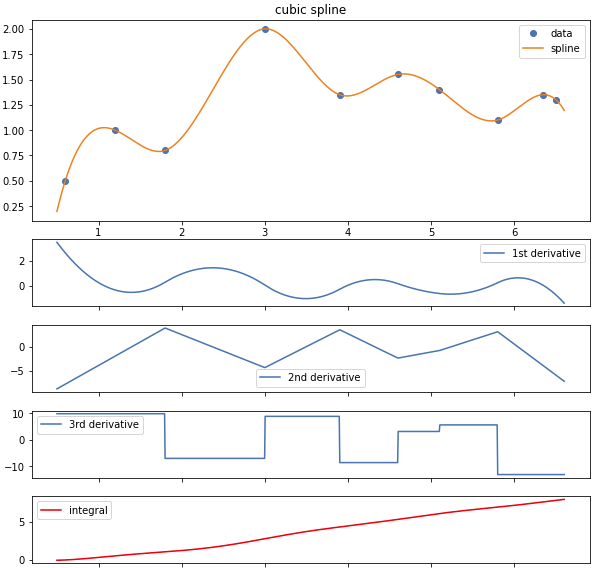 cubic spline
2.00
1.75
1.50
1.25
1.00
0.75
0.50
0.25
data
spline
1 2 3 4 5 6
2
0
1st derivative
0
−5
2nd derivative
10
0
−10
3rd derivative
5
0
integral